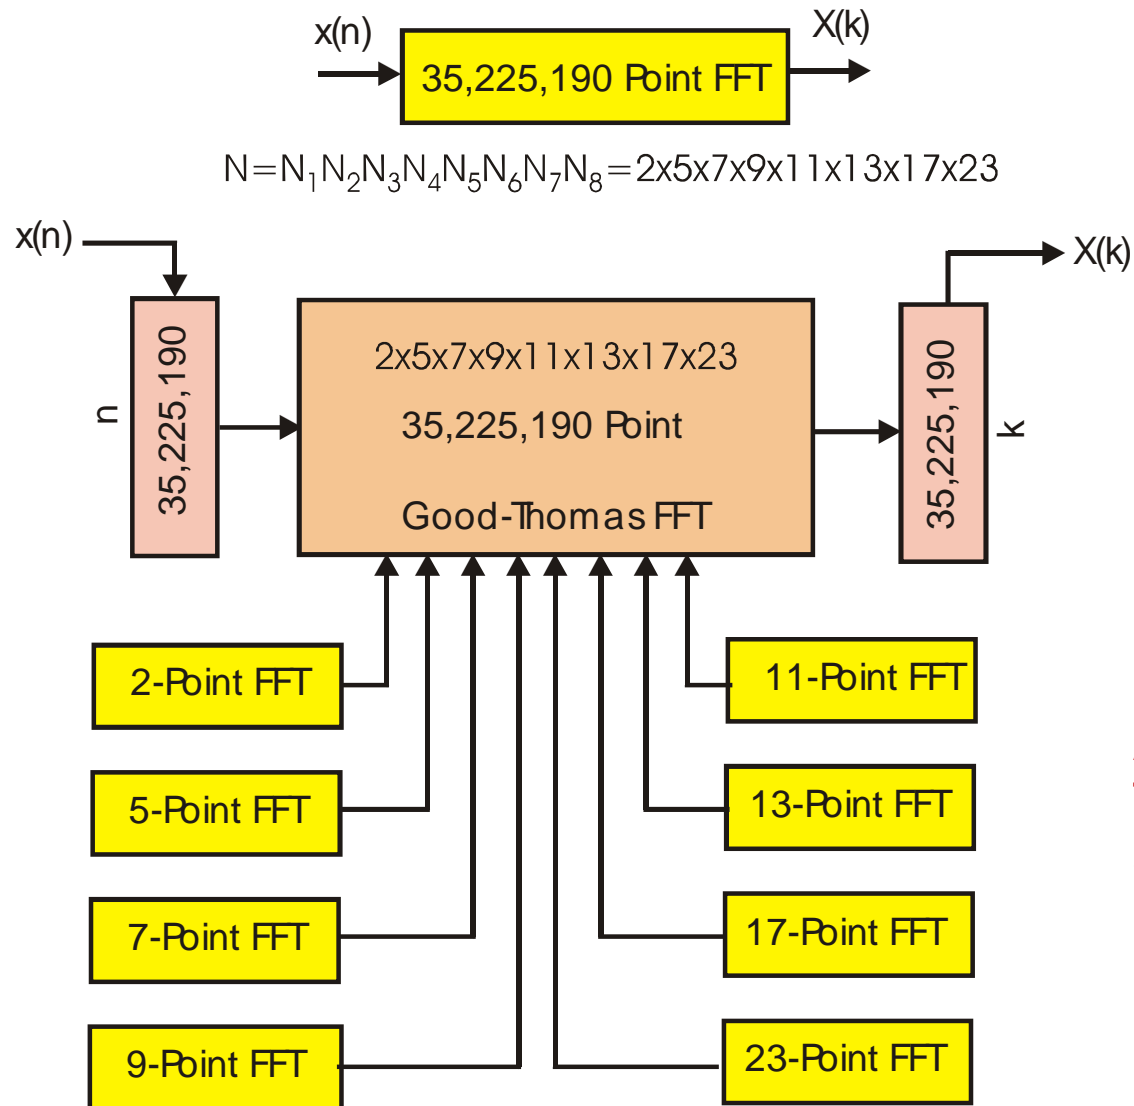 x(n)
X(k)
35,225,190 Point FFT
N=N₁N₂N₃N₄N₅N₆N₇N₈=2x5x7x9x11x13x17x23
x(n)
X(k)
n
35,225,190
2x5x7x9x11x13x17x23
35,225,190 Point
Good-Thomas FFT
35,225,190
k
2-Point FFT
11-Point FFT
5-Point FFT
13-Point FFT
7-Point FFT
17-Point FFT
9-Point FFT
23-Point FFT